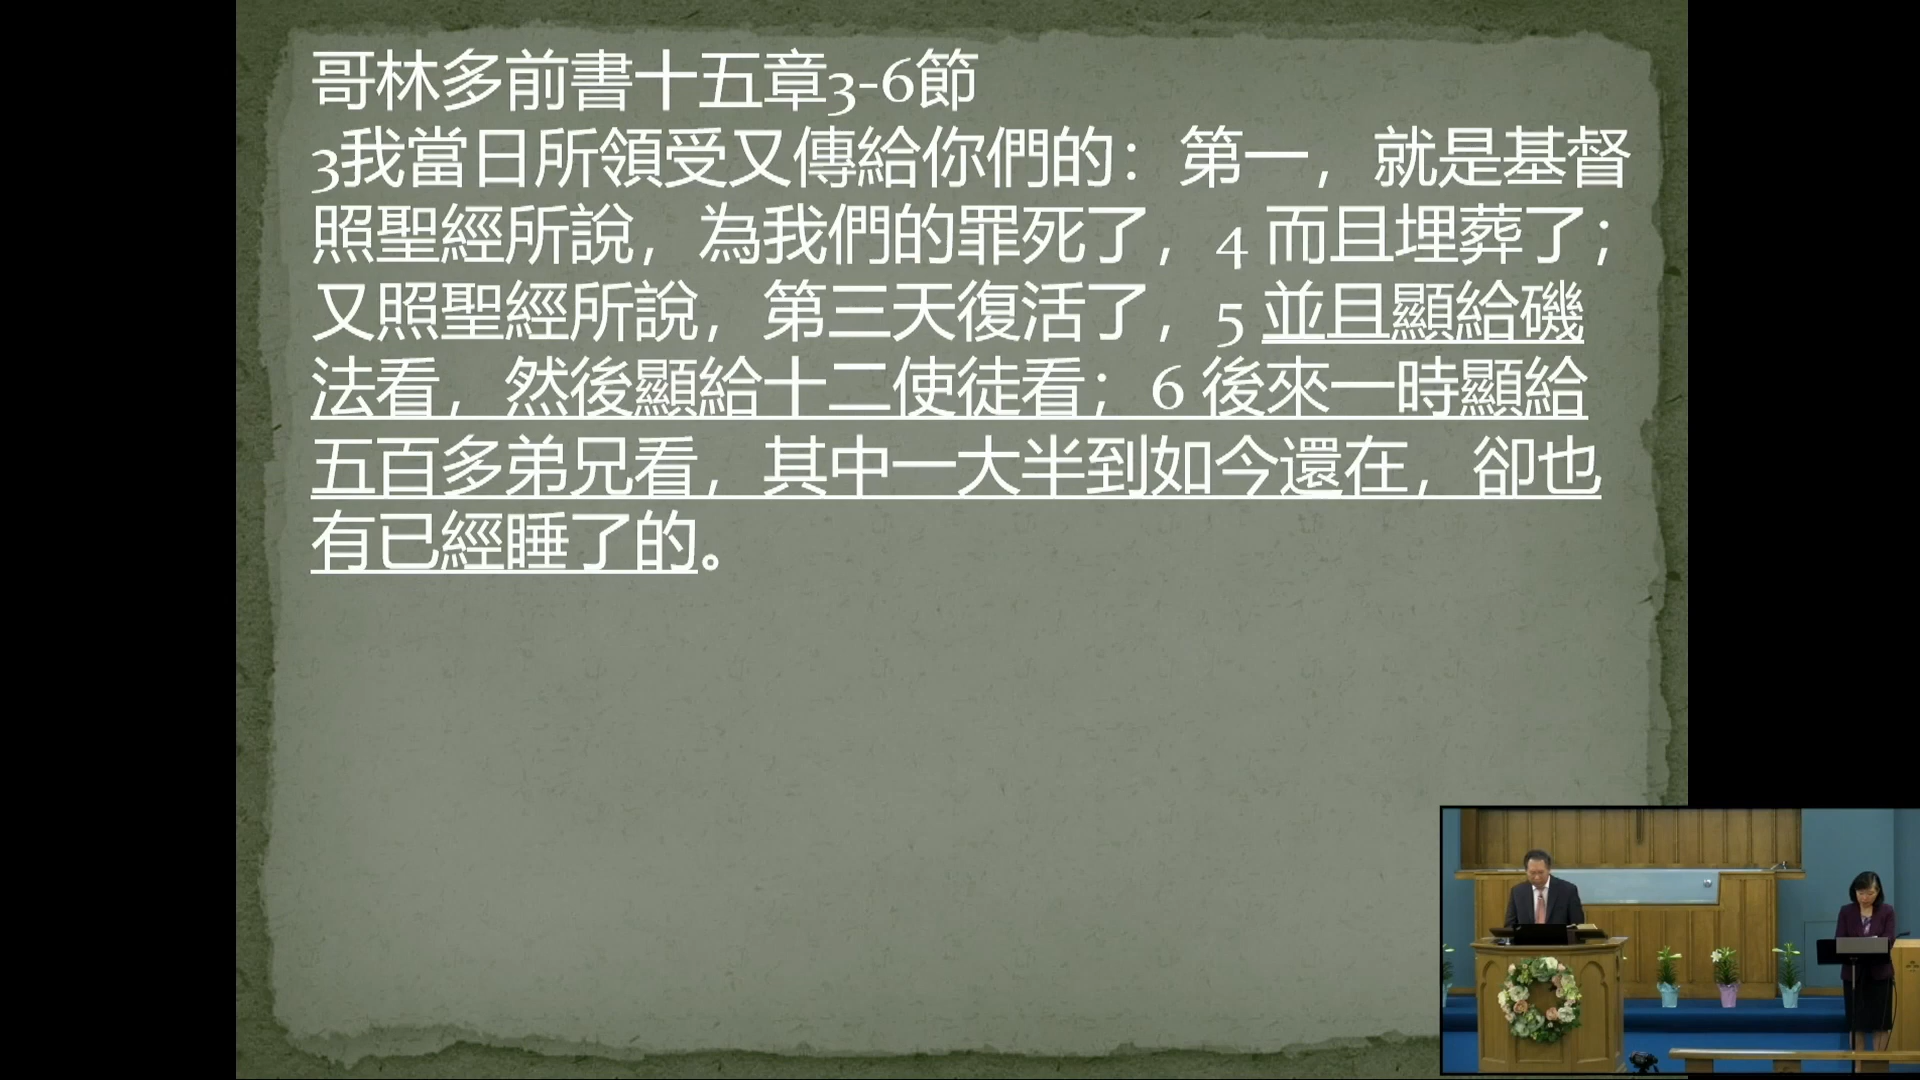 哥林多前書十五章3-6節
3我當日所領受又傳給你們的：第一，就是基督
照聖經所說，為我們的罪死了，4 而且埋葬了；
又照聖經所說，第三天復活了，5 並且顯給磯
法看，然後顯給十二使徒看；6 後來一時顯給
五百多弟兄看，其中一大半到如今還在，卻也
有已經睡了的。